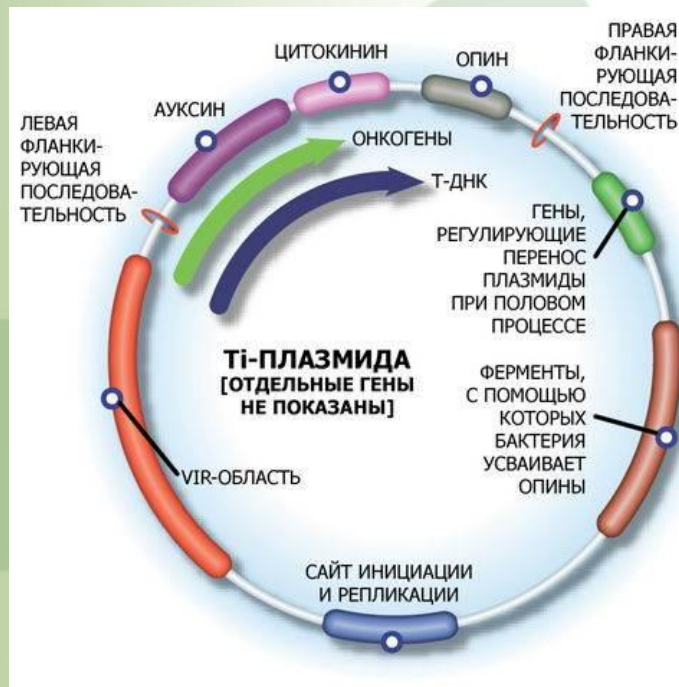 ЦИТОКИНИН
ОПИН
ПРАВАЯ
ФЛАНКИ-
РУЮЩАЯ
ПОСЛЕДОВА-
ТЕЛЬНОСТЬ
АУКСИН
ЛЕВАЯ
ФЛАНКИ-
РУЮЩАЯ
ПОСЛЕДОВА-
ТЕЛЬНОСТЬ
ОНКОГЕНЫ
Т-ДНК
ГЕНЫ,
РЕГУЛИРУЮЩИЕ
ПЕРЕНОС
ПЛАЗМИДЫ
ПРИ ПОЛОВОМ
ПРОЦЕССЕ
Ti-ПЛАЗМИДА
[ОТДЕЛЬНЫЕ ГЕНЫ
НЕ ПОКАЗАНЫ]
ФЕРМЕНТЫ,
С ПОМОЩЬЮ
КОТОРЫХ
БАКТЕРИЯ
УСВАИВАЕТ
ОПИНЫ
VIR-ОБЛАСТЬ
САЙТ ИНИЦИАЦИИ
И РЕПЛИКАЦИИ